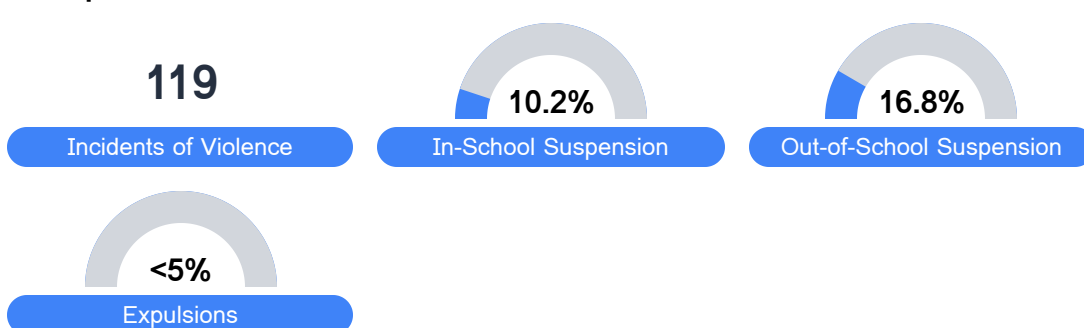 119
Incidents of Violence
10.2%
In-School Suspension
16.8%
Out-of-School Suspension
<5%
Expulsions